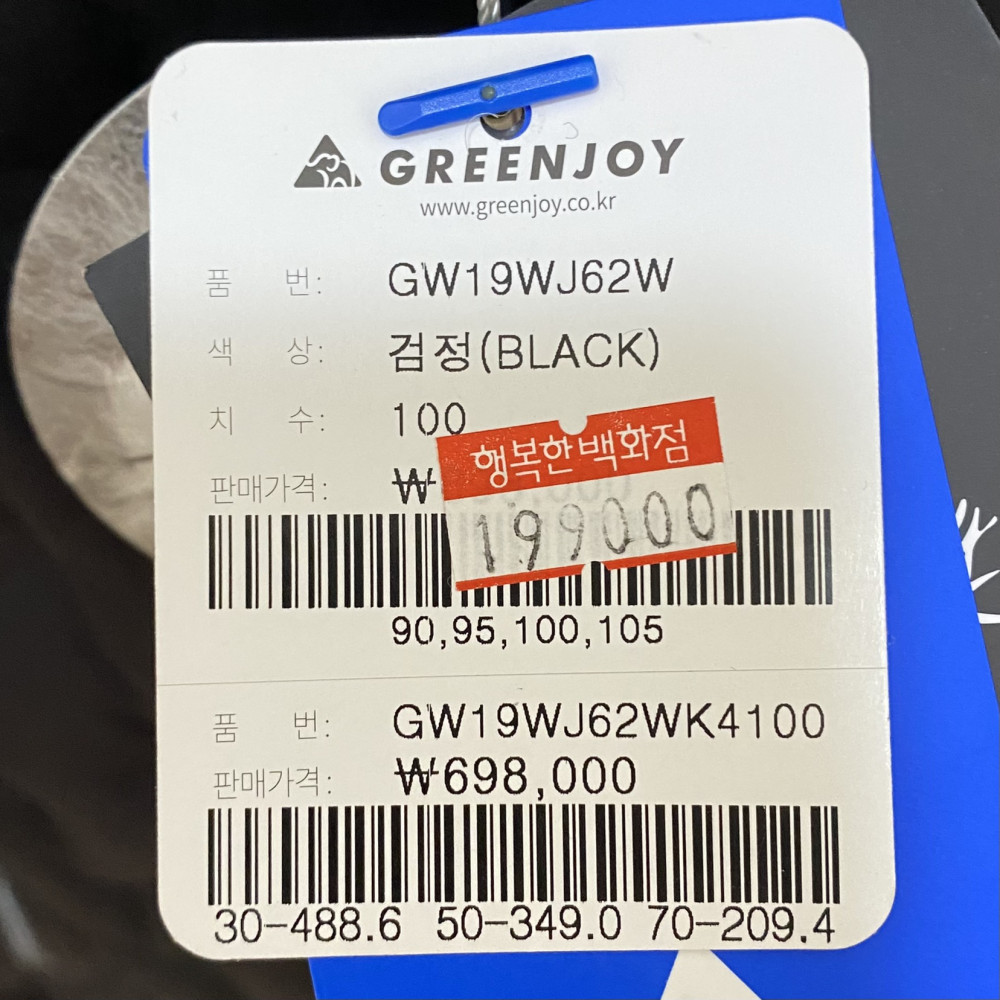 GREENJOY
www.greenjoy.co.kr
품 번: GW19WJ62W
색 상: 검정(BLACK)
치 수: 100
판매가격: ₩
행복한백화점
199000
90,95,100,105
품 번: GW19WJ62WK4100
판매가격: ₩698,000
30-488.6 50-349.0 70-209.4